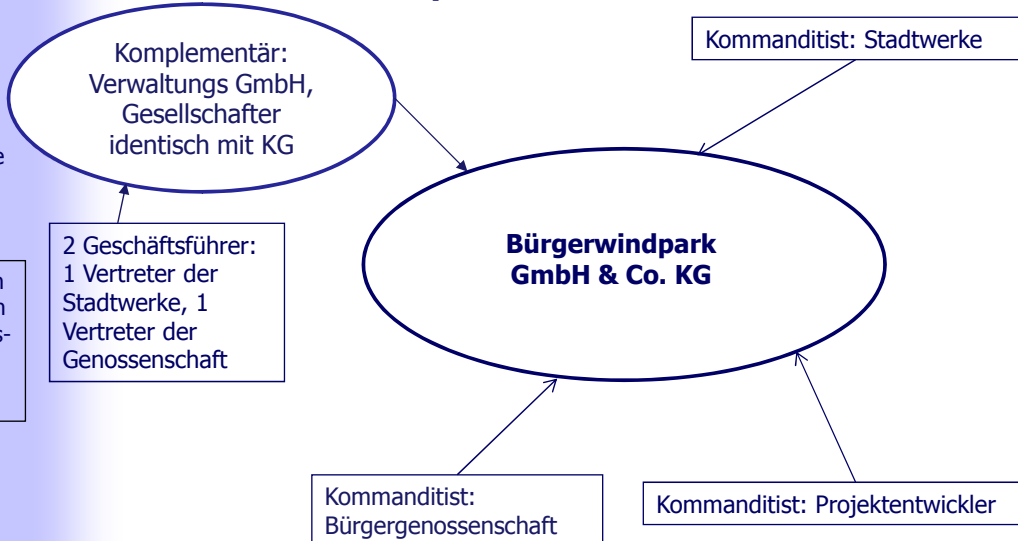 Komplementär:
Verwaltungs GmbH,
Gesellschafter
identisch mit KG
Kommanditist: Stadtwerke
2 Geschäftsführer:
1 Vertreter der
Stadtwerke, 1
Vertreter der
Genossenschaft
Bürgerwindpark
GmbH & Co. KG
Kommanditist:
Bürgergenossenschaft
Kommanditist: Projektentwickler